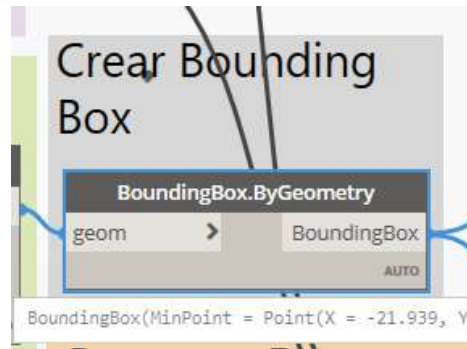 Crear Bounding
Box
BoundingBox.ByGeometry
geom > BoundingBox
AUTO
BoundingBox(MinPoint = Point(X = -21.939, Y